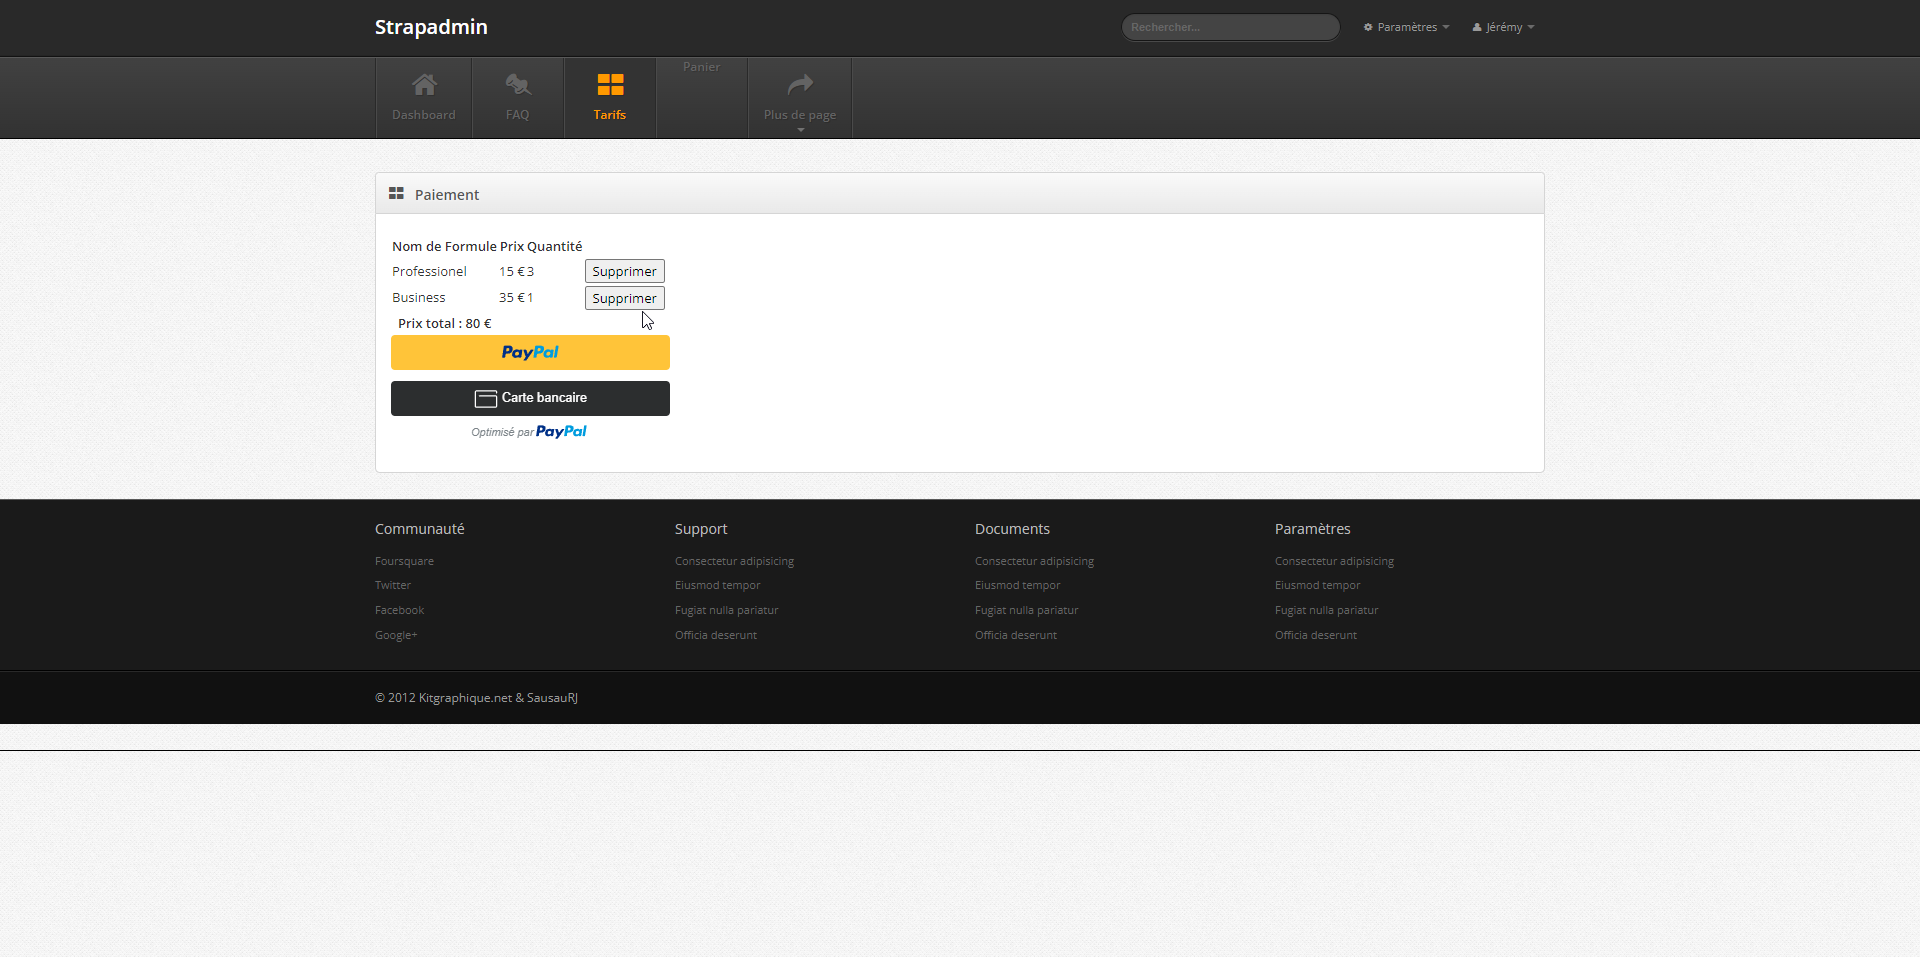 Strapadmin
Rechercher...
Paramètres
Jérémy
Dashboard
FAQ
Tarifs
Panier
Plus de page
Paiement
Nom de Formule Prix Quantité
Professionel 15 € 3 Supprimer
Business 35 € 1 Supprimer
Prix total : 80 €
PayPal
Carte bancaire
Optimisé par PayPal
Communauté
Foursquare
Twitter
Facebook
Google+
Support
Consectetur adipisicing
Eiusmod tempor
Fugiat nulla pariatur
Officia deserunt
Documents
Consectetur adipisicing
Eiusmod tempor
Fugiat nulla pariatur
Officia deserunt
Paramètres
Consectetur adipisicing
Eiusmod tempor
Fugiat nulla pariatur
Officia deserunt
© 2012 Kitgraphique.net & SausauRJ